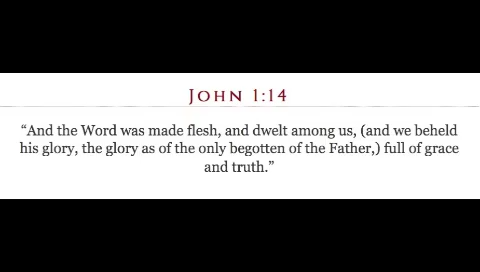 John 1:14
“And the Word was made flesh, and dwelt among us, (and we beheld
his glory, the glory as of the only begotten of the Father,) full of grace
and truth.”